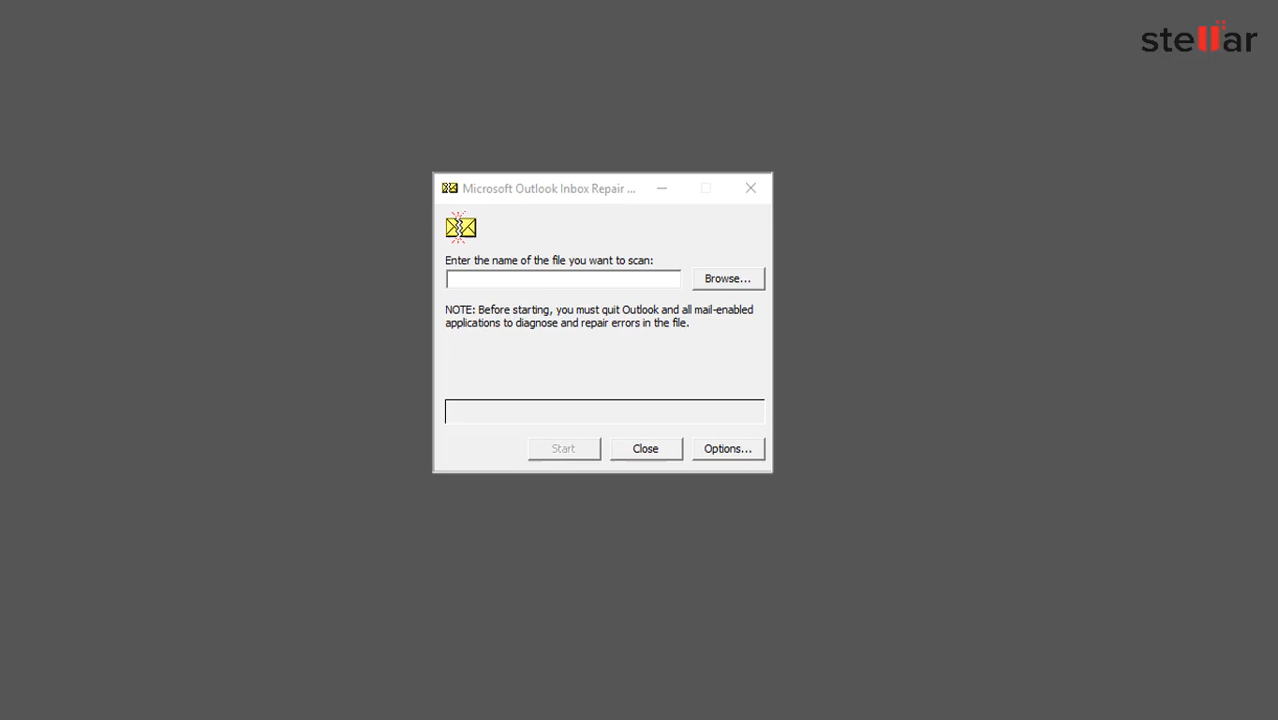 stellar
Microsoft Outlook Inbox Repair ...
Enter the name of the file you want to scan:
Browse...
NOTE: Before starting, you must quit Outlook and all mail-enabled
applications to diagnose and repair errors in the file.
Start
Close
Options...